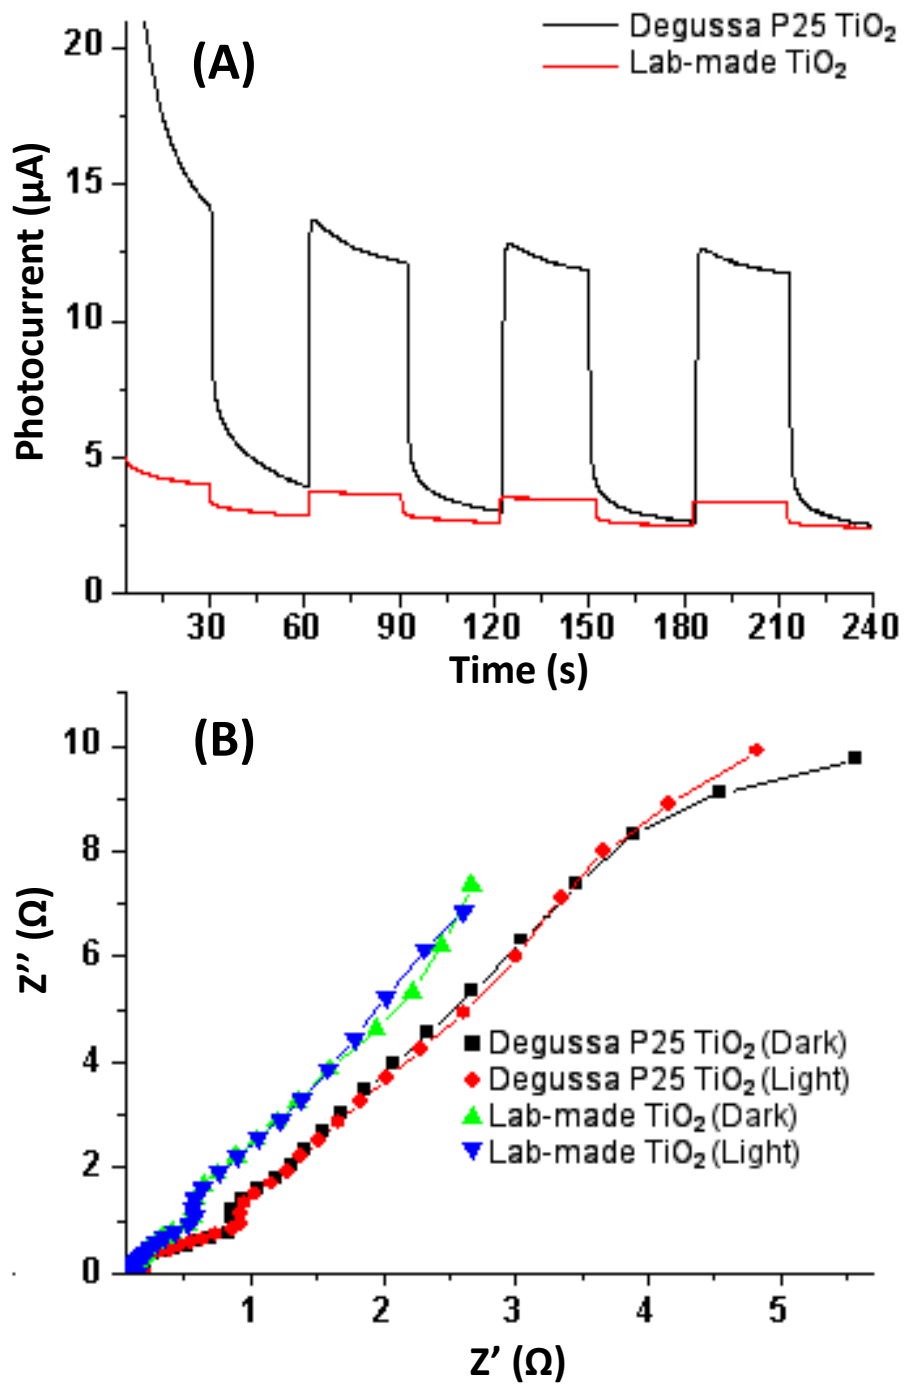 (A)
Degussa P25 TiO₂
Lab-made TiO₂
Photocurrent (µA)
20
15
10
5
0
30 60 90 120 150 180 210 240
Time (s)
(B)
Z’’ (Ω)
10
8
6
4
2
0
Degussa P25 TiO₂ (Dark)
Degussa P25 TiO₂ (Light)
Lab-made TiO₂ (Dark)
Lab-made TiO₂ (Light)
1 2 3 4 5
Z’ (Ω)